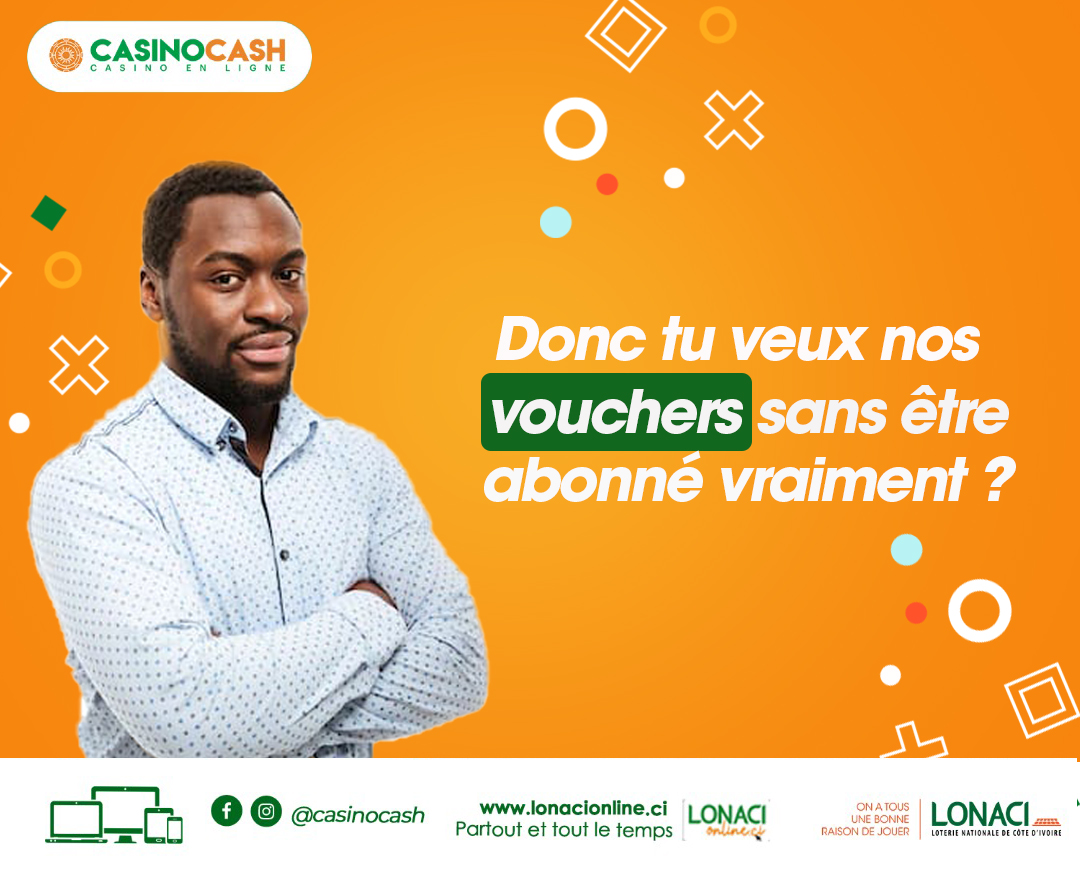 CASINOCASH
CASINO EN LIGNE
Donc tu veux nos
vouchers sans être
abonné vraiment ?
@casinocash
www.lonacionline.ci
Partout et tout le temps
LONACI
online.ci
ON A TOUS
UNE BONNE
RAISON DE JOUER
LONACI
LOTERIE NATIONALE DE CÔTE D'IVOIRE